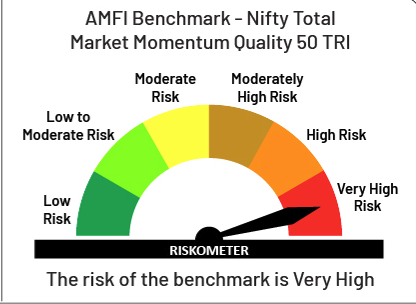 AMFI Benchmark - Nifty Total
Market Momentum Quality 50 TRI
Moderate
Risk
Moderately
High Risk
Low to
Moderate Risk
High Risk
Low
Risk
Very High
Risk
RISKOMETER
The risk of the benchmark is Very High